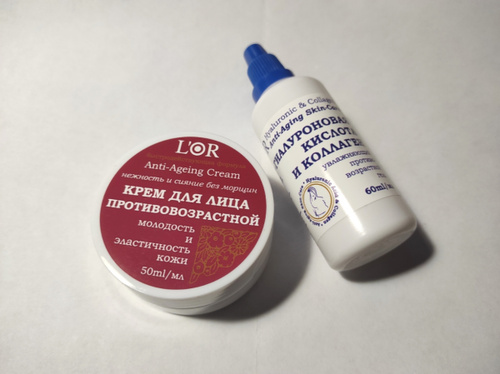 L'OR
Anti-Ageing Cream
нежность и сияние без морщин
КРЕМ ДЛЯ ЛИЦА
ПРОТИВОВОЗРАСТНОЙ
МОЛОДОСТЬ
И
ЭЛАСТИЧНОСТЬ
КОЖИ
50ml/мл
Hyaluronic & Collagen
Anti-Aging Skin-Care
ГИАЛУРОНОВАЯ
КИСЛОТА
И КОЛЛАГЕН
увлажняющий
60ml/мл